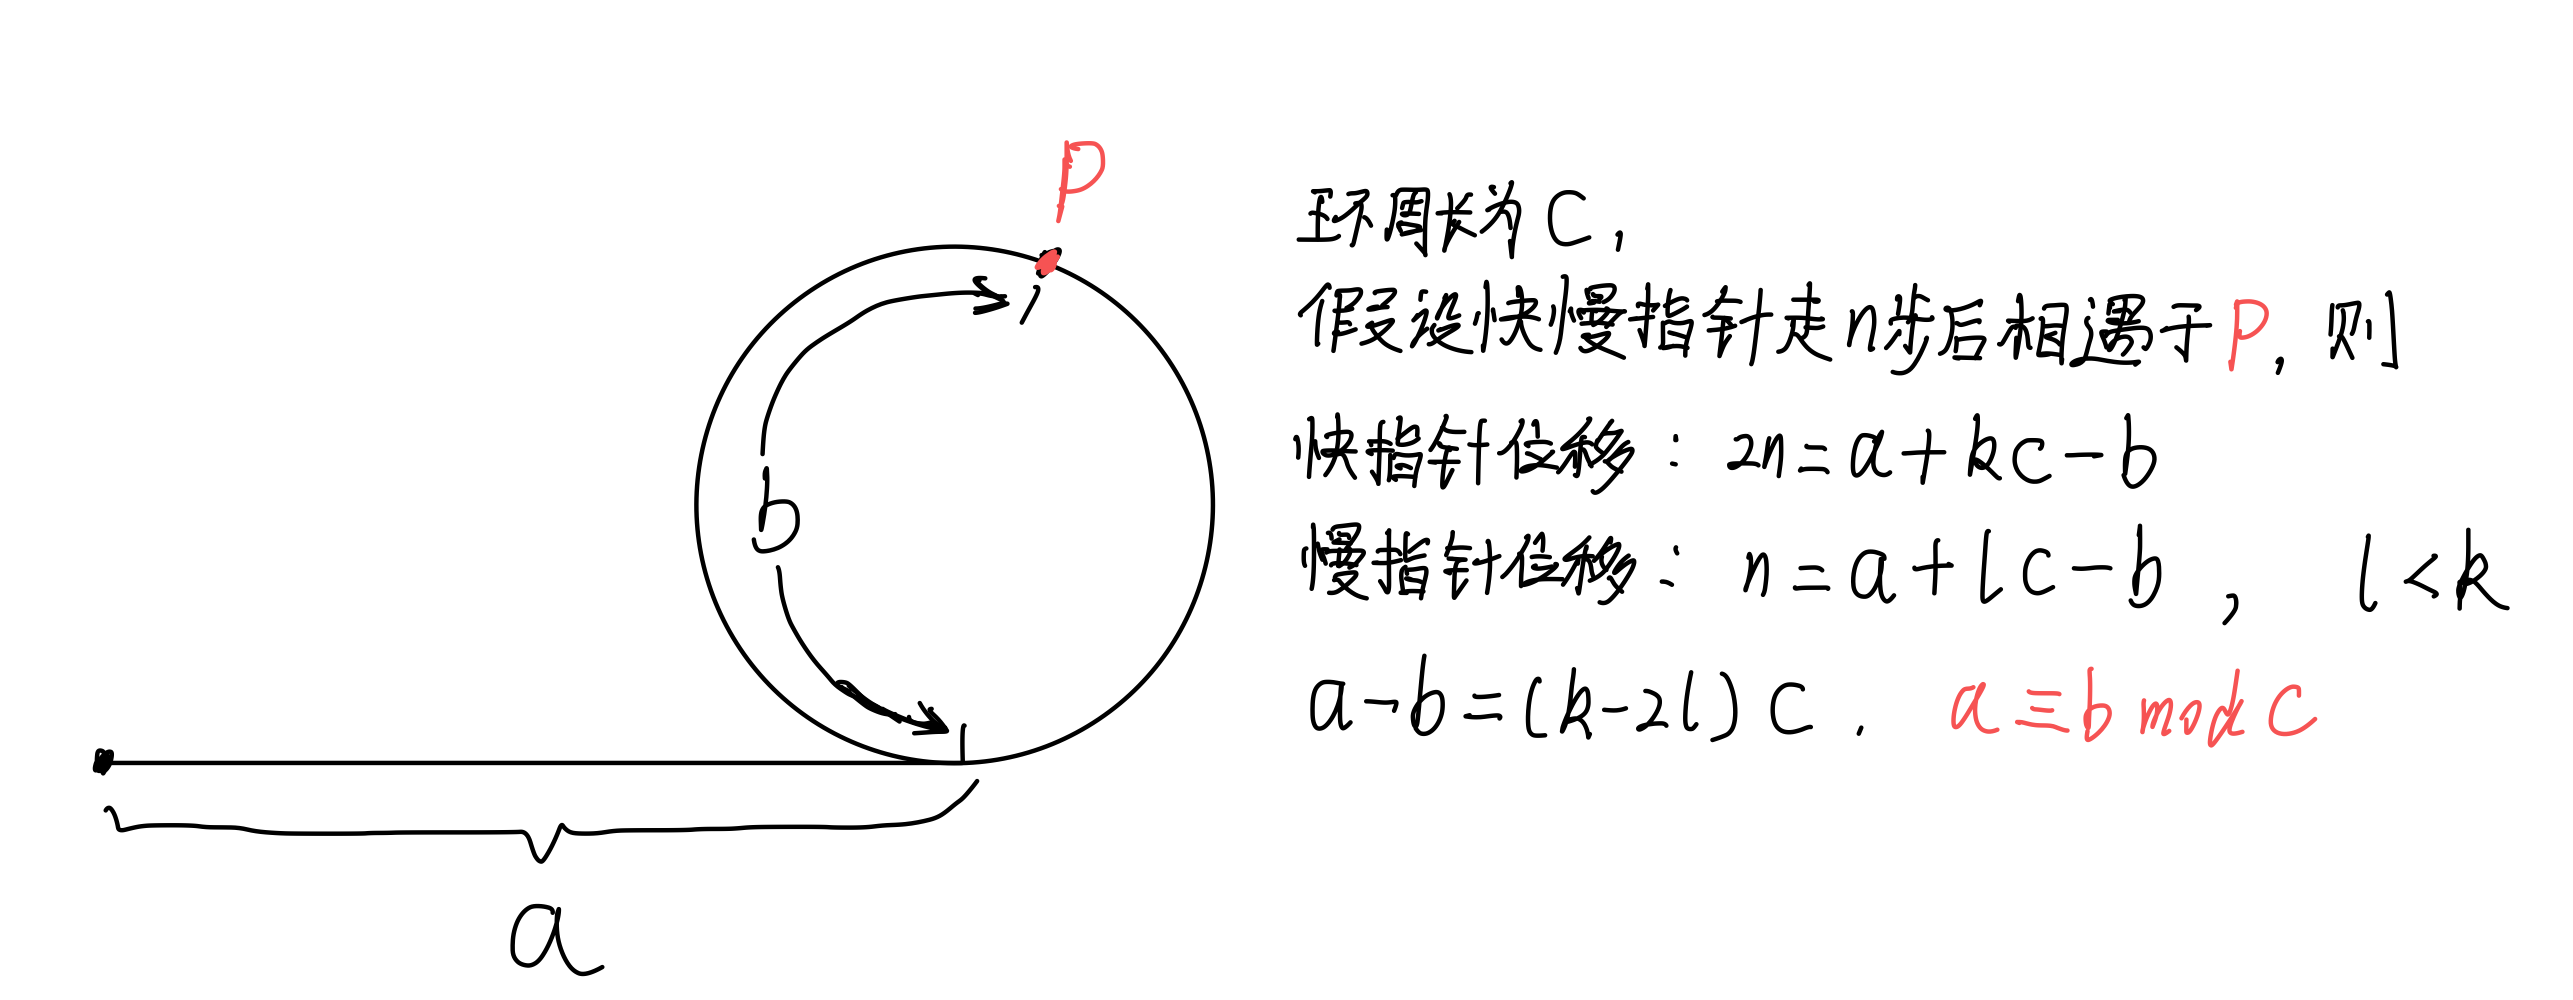 P
b
a
环周长为C,
假设快慢指针走n步后相遇于P, 则
快指针位移: 2n=a+kc-b
慢指针位移: n=a+lc-b , l<k
a-b=(k-2l)C. a≡b mod C